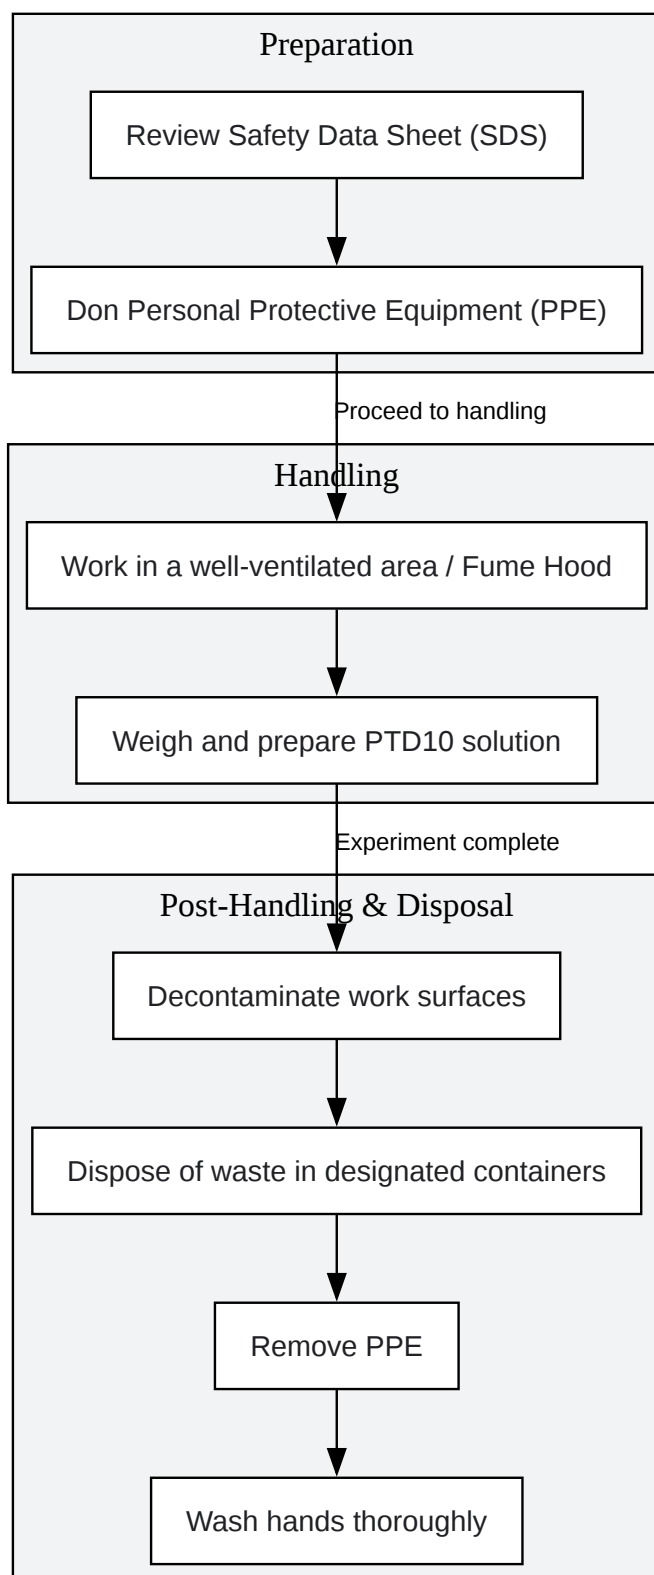 Preparation
Review Safety Data Sheet (SDS)
Don Personal Protective Equipment (PPE)
Proceed to handling
Handling
Work in a well-ventilated area / Fume Hood
Weigh and prepare PTD10 solution
Experiment complete
Post-Handling & Disposal
Decontaminate work surfaces
Dispose of waste in designated containers
Remove PPE
Wash hands thoroughly